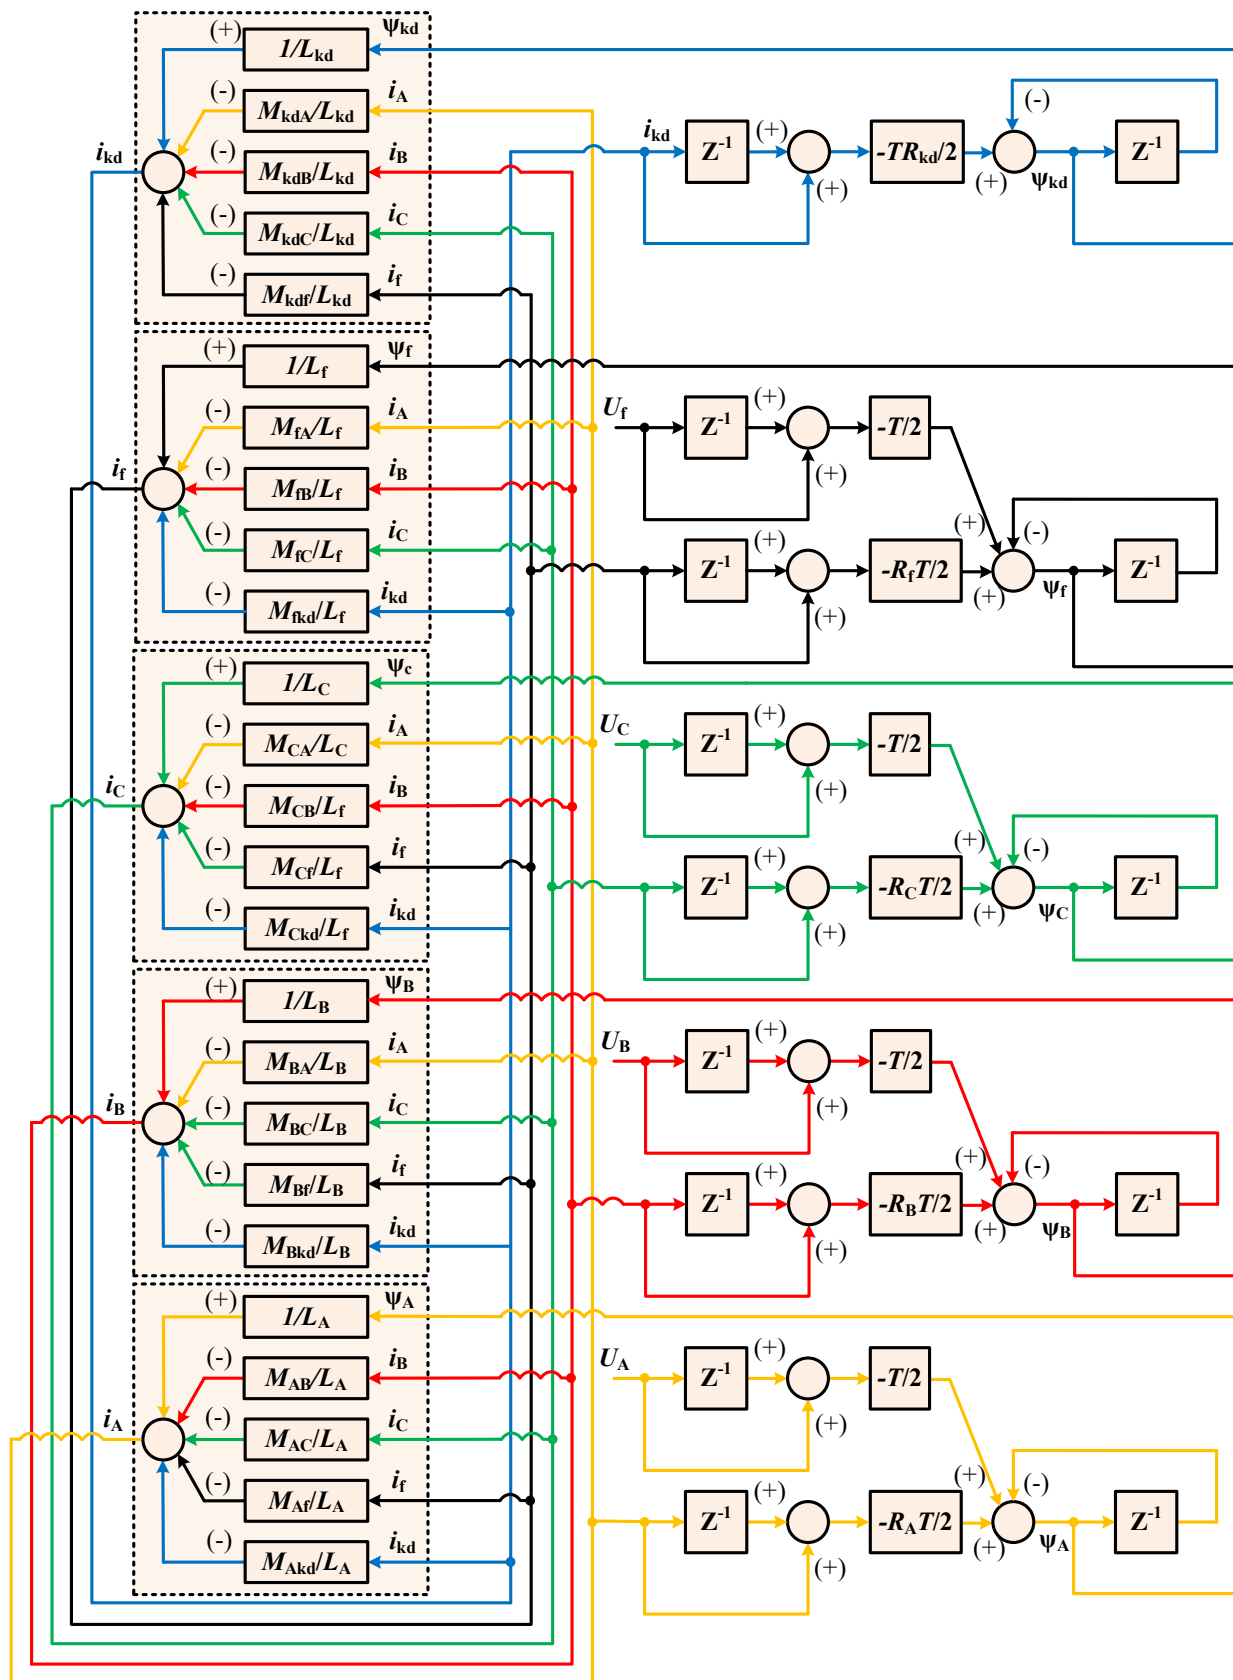 (+) 1/Lkd ψkd
(-) MkdA/Lkd iA
(-) MkdB/Lkd iB
ikd
(-) MkdC/Lkd iC
(-) Mkdf/Lkd if
ikd Z-1 (+) (+) -TRkd/2 (+) (-) ψkd Z-1
(+) 1/Lf ψf
(-) MfA/Lf iA
(-) MfB/Lf iB
if
(-) MfC/Lf iC
(-) Mfkd/Lf ikd
Uf Z-1 (+) (+) -T/2 (+)
Z-1 (+) (+) -RfT/2 (+) (-) ψf Z-1
(+) 1/LC ψc
(-) MCA/LC iA
(-) MCB/Lf iB
iC
(-) MCf/Lf if
(-) MCkd/Lf ikd
UC Z-1 (+) (+) -T/2 (+)
Z-1 (+) (+) -RCT/2 (+) (-) ψC Z-1
(+) 1/LB ψB
(-) MBA/LB iA
(-) MBC/LB iC
iB
(-) MBf/LB if
(-) MBkd/LB ikd
UB Z-1 (+) (+) -T/2 (+)
Z-1 (+) (+) -RBT/2 (+) (-) ψB Z-1
(+) 1/LA ψA
(-) MAB/LA iB
(-) MAC/LA iC
iA
(-) MAf/LA if
(-) MAkd/LA ikd
UA Z-1 (+) (+) -T/2 (+)
Z-1 (+) (+) -RAT/2 (+) (-) ψA Z-1